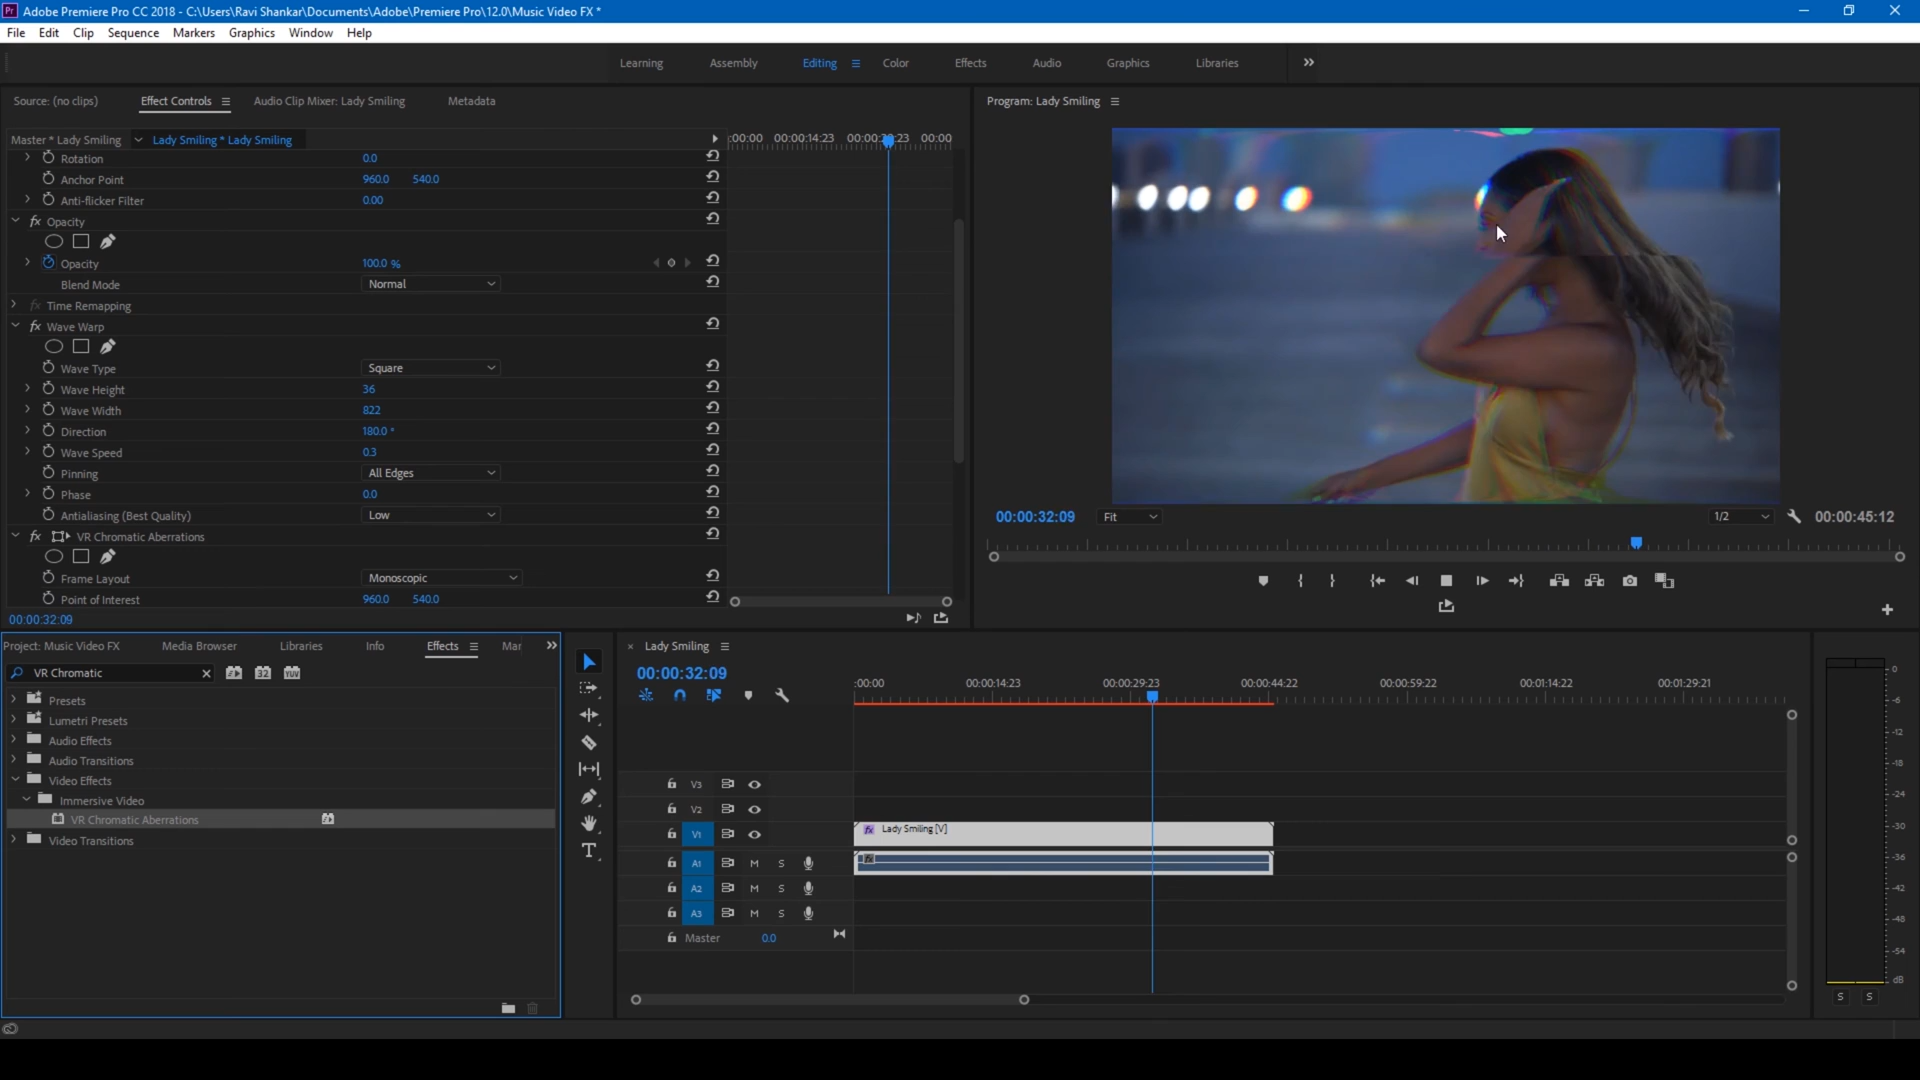 Adobe Premiere Pro CC 2018 - C:\Users\Ravi Shankar\Documents\Adobe\Premiere Pro\12.0\Music Video FX *
File Edit Clip Sequence Markers Graphics Window Help
Learning Assembly Editing Color Effects Audio Graphics Libraries
Source: (no clips) Effect Controls Audio Clip Mixer: Lady Smiling Metadata
Master * Lady Smiling Lady Smiling * Lady Smiling
:00:00 00:00:14:23 00:00: :23 00:00
Rotation 0.0
Anchor Point 960.0 540.0
Anti-flicker Filter 0.00
fx Opacity
Opacity 100.0 %
Blend Mode Normal
fx Time Remapping
fx Wave Warp
Wave Type Square
Wave Height 36
Wave Width 822
Direction 180.0 °
Wave Speed 0.3
Pinning All Edges
Phase 0.0
Antialiasing (Best Quality) Low
fx VR Chromatic Aberrations
Frame Layout Monoscopic
Point of Interest 960.0 540.0
00:00:32:09
Program: Lady Smiling
00:00:32:09 Fit 1/2 00:00:45:12
Project: Music Video FX Media Browser Libraries Info Effects Mar
VR Chromatic 32 YUV
Presets
Lumetri Presets
Audio Effects
Audio Transitions
Video Effects
Immersive Video
VR Chromatic Aberrations
Video Transitions
× Lady Smiling
00:00:32:09
:00:00 00:00:14:23 00:00:29:23 00:00:44:22 00:00:59:22 00:01:14:22 00:01:29:21
V3
V2
V1 fx Lady Smiling [V]
A1 M S fx
A2 M S
A3 M S
Master 0.0
0
-6
-12
-18
-24
-30
-36
-42
-48
-54
dB
S S